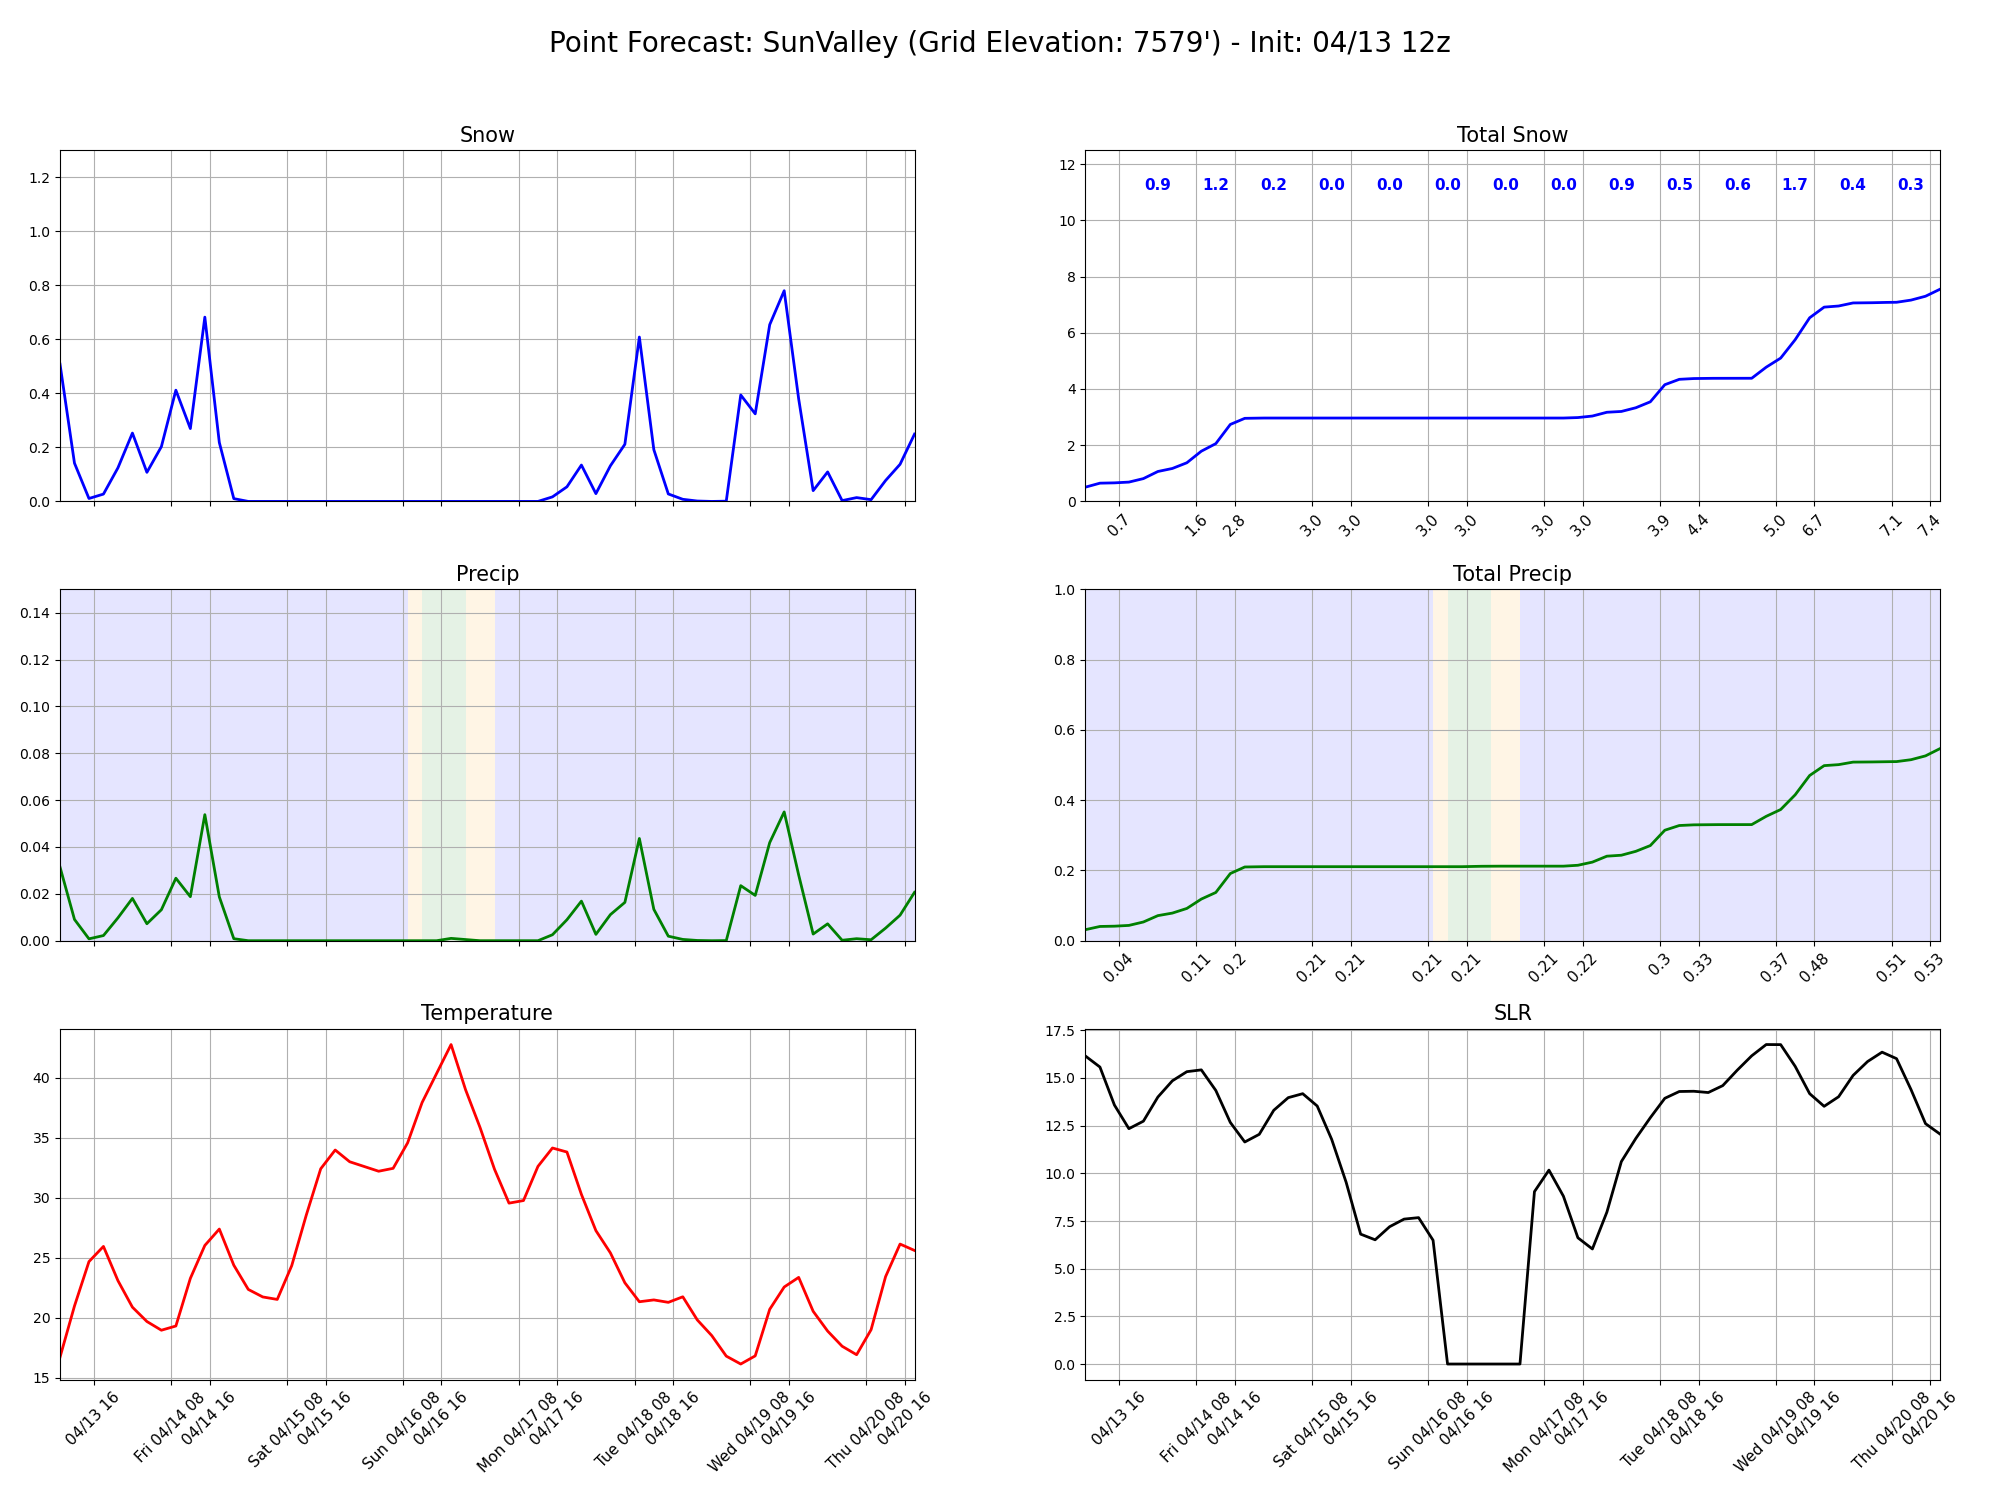 Point Forecast: SunValley (Grid Elevation: 7579') - Init: 04/13 12z
Snow
1.2
1.0
0.8
0.6
0.4
0.2
0.0
Total Snow
12
10
8
6
4
2
0
0.9 1.2 0.2 0.0 0.0 0.0 0.0 0.0 0.9 0.5 0.6 1.7 0.4 0.3
0.7 1.6 2.8 3.0 3.0 3.0 3.0 3.0 3.0 3.9 4.4 5.0 6.7 7.1 7.4
Precip
0.14
0.12
0.10
0.08
0.06
0.04
0.02
0.00
Total Precip
1.0
0.8
0.6
0.4
0.2
0.0
0.04 0.11 0.2 0.21 0.21 0.21 0.21 0.21 0.22 0.3 0.33 0.37 0.48 0.51 0.53
Temperature
40
35
30
25
20
15
04/13 16
Fri 04/14 08
04/14 16
Sat 04/15 08
04/15 16
Sun 04/16 08
04/16 16
Mon 04/17 08
04/17 16
Tue 04/18 08
04/18 16
Wed 04/19 08
04/19 16
Thu 04/20 08
04/20 16
SLR
17.5
15.0
12.5
10.0
7.5
5.0
2.5
0.0
04/13 16
Fri 04/14 08
04/14 16
Sat 04/15 08
04/15 16
Sun 04/16 08
04/16 16
Mon 04/17 08
04/17 16
Tue 04/18 08
04/18 16
Wed 04/19 08
04/19 16
Thu 04/20 08
04/20 16